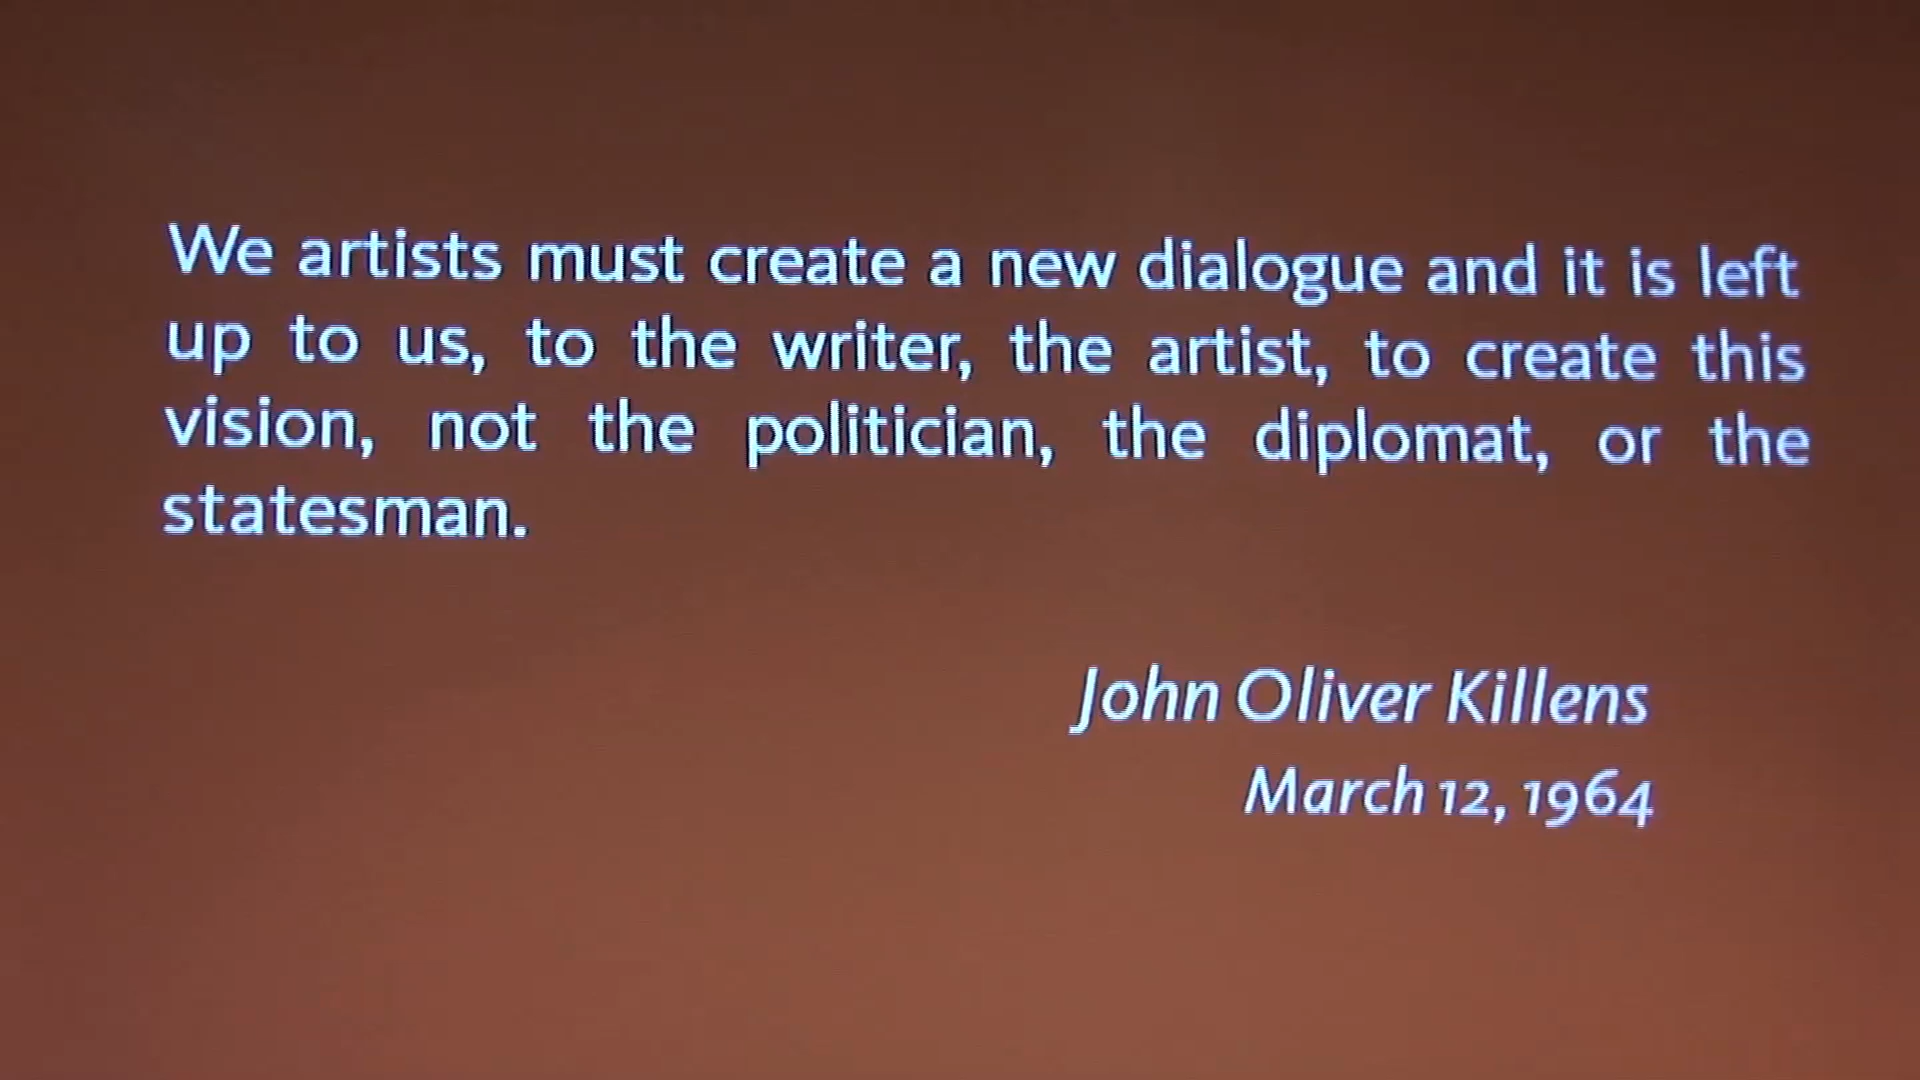 We artists must create a new dialogue and it is left
up to us, to the writer, the artist, to create this
vision, not the politician, the diplomat, or the
statesman.
John Oliver Killens
March 12, 1964